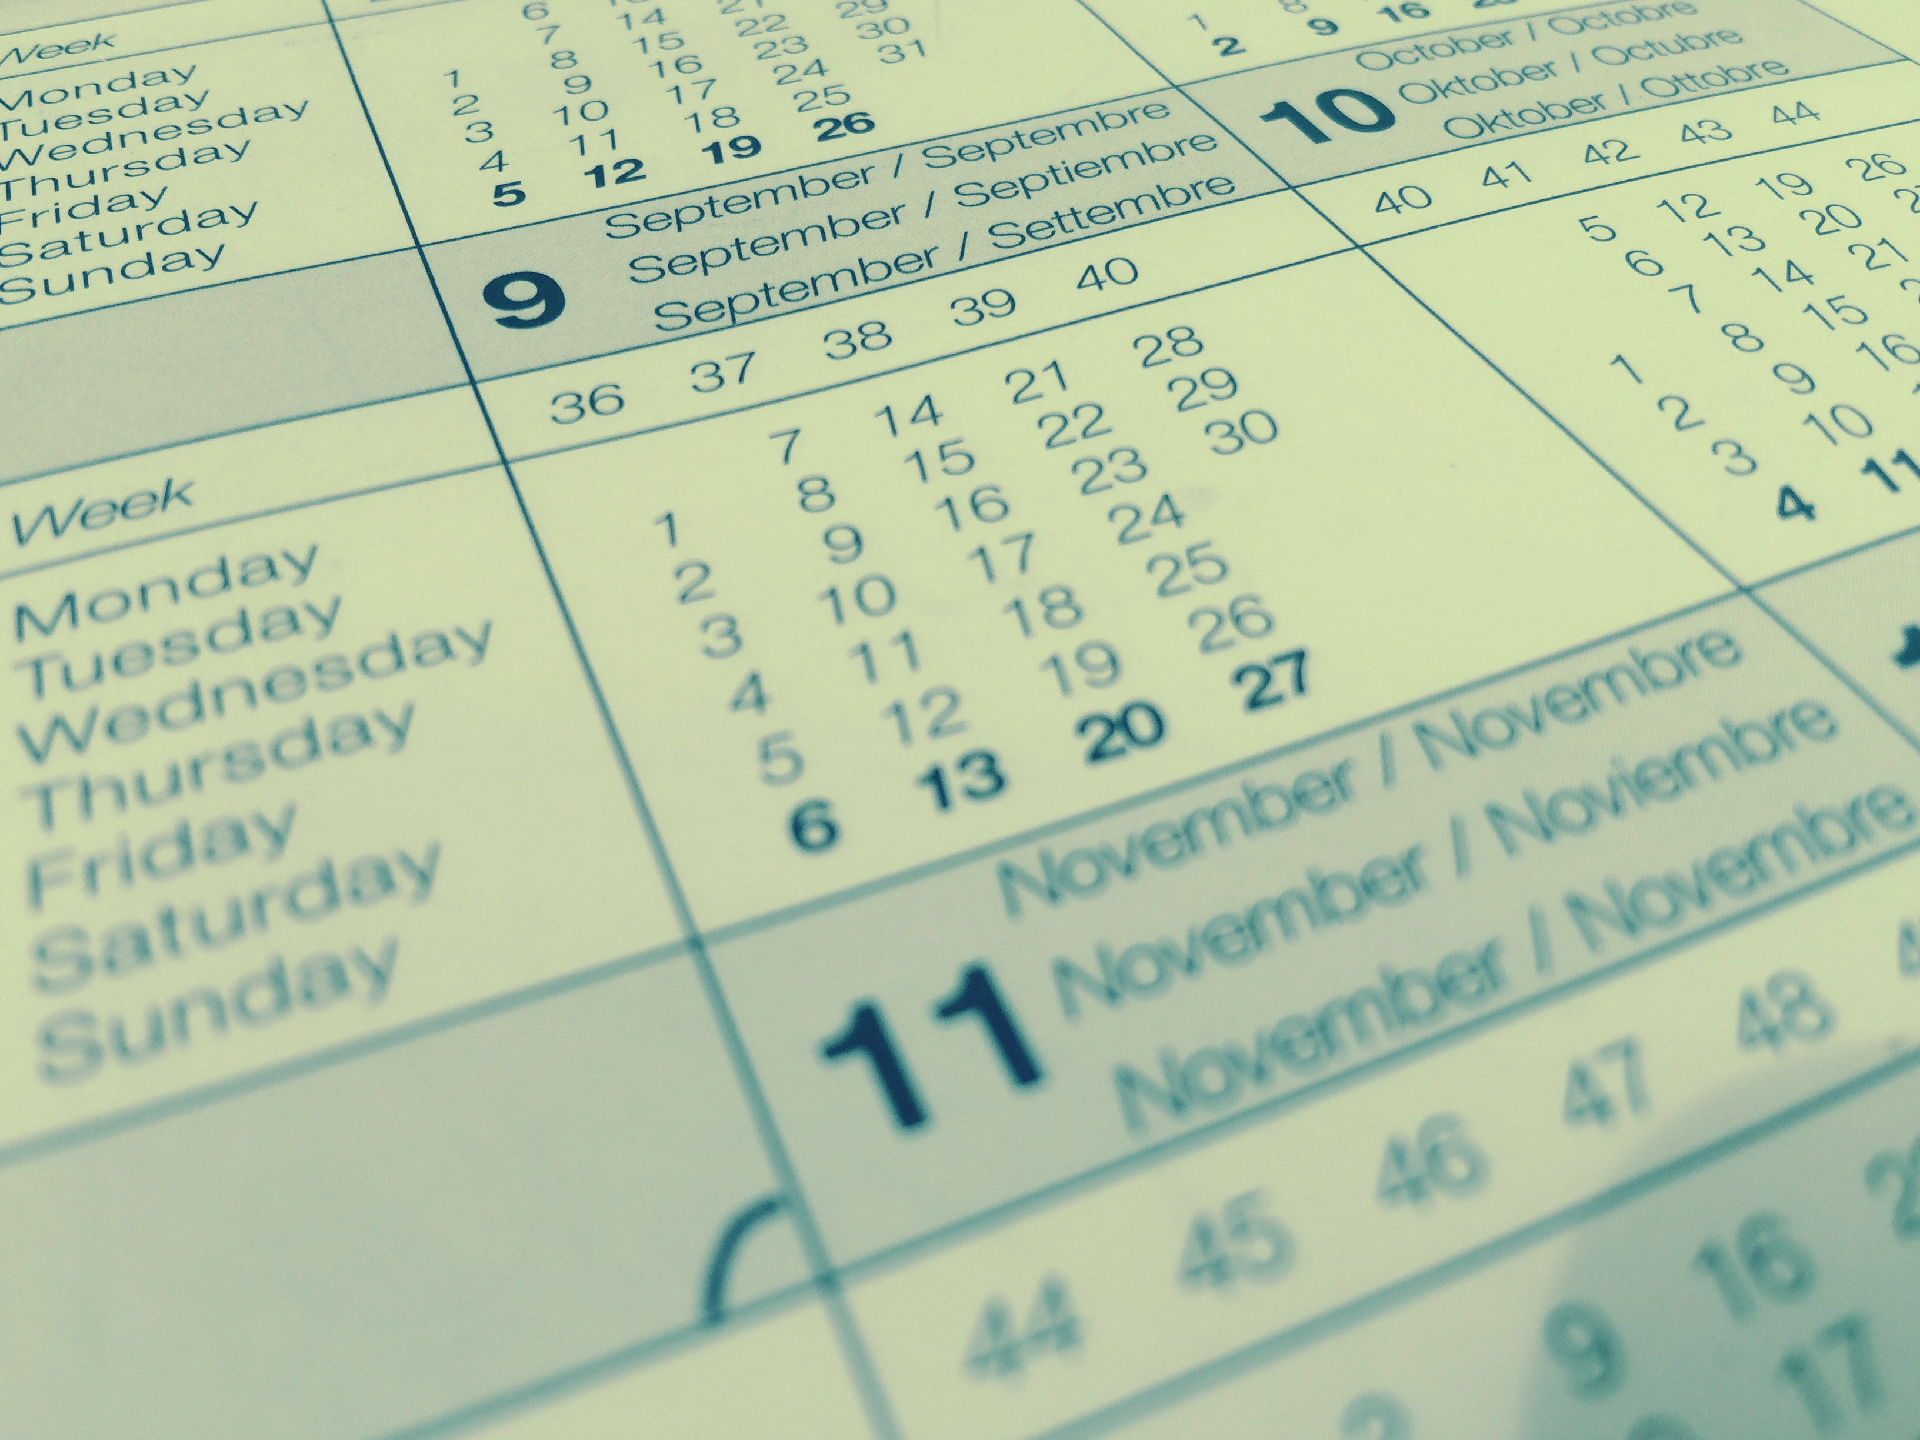 Week
Monday
Tuesday
Wednesday
Thursday
Friday
Saturday
Sunday
6
7 14
8 15 22 29
1 9 16 23 30
2 10 17 24 31
3 11 18 25
4 12 19 26
5
1
2 9 16
9
September / Septembre
September / Septiembre
September / Settembre
10
October / Octobre
Oktober / Octubre
Oktober / Ottobre
Week
36 37 38 39 40
Monday
7 14 21 28
Tuesday
1 8 15 22 29
Wednesday
2 9 16 23 30
Thursday
3 10 17 24
Friday
4 11 18 25
Saturday
5 12 19 26
Sunday
6 13 20 27
40 41 42 43 44
5 12 19 26
6 13 20
7 14 21
1 8 15
2 9 16
3 10
4 11
11
November / Novembre
November / Noviembre
November / Novembre
44 45 46 47 48
2 9 16
17